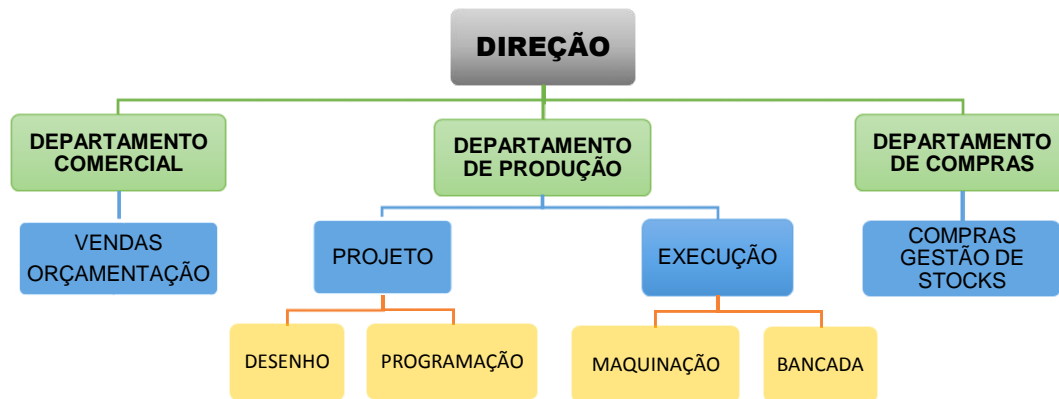 DIREÇÃO
DEPARTAMENTO
COMERCIAL
DEPARTAMENTO
DE PRODUÇÃO
DEPARTAMENTO
DE COMPRAS
VENDAS
ORÇAMENTAÇÃO
PROJETO
EXECUÇÃO
COMPRAS
GESTÃO DE
STOCKS
DESENHO
PROGRAMAÇÃO
MAQUINAÇÃO
BANCADA